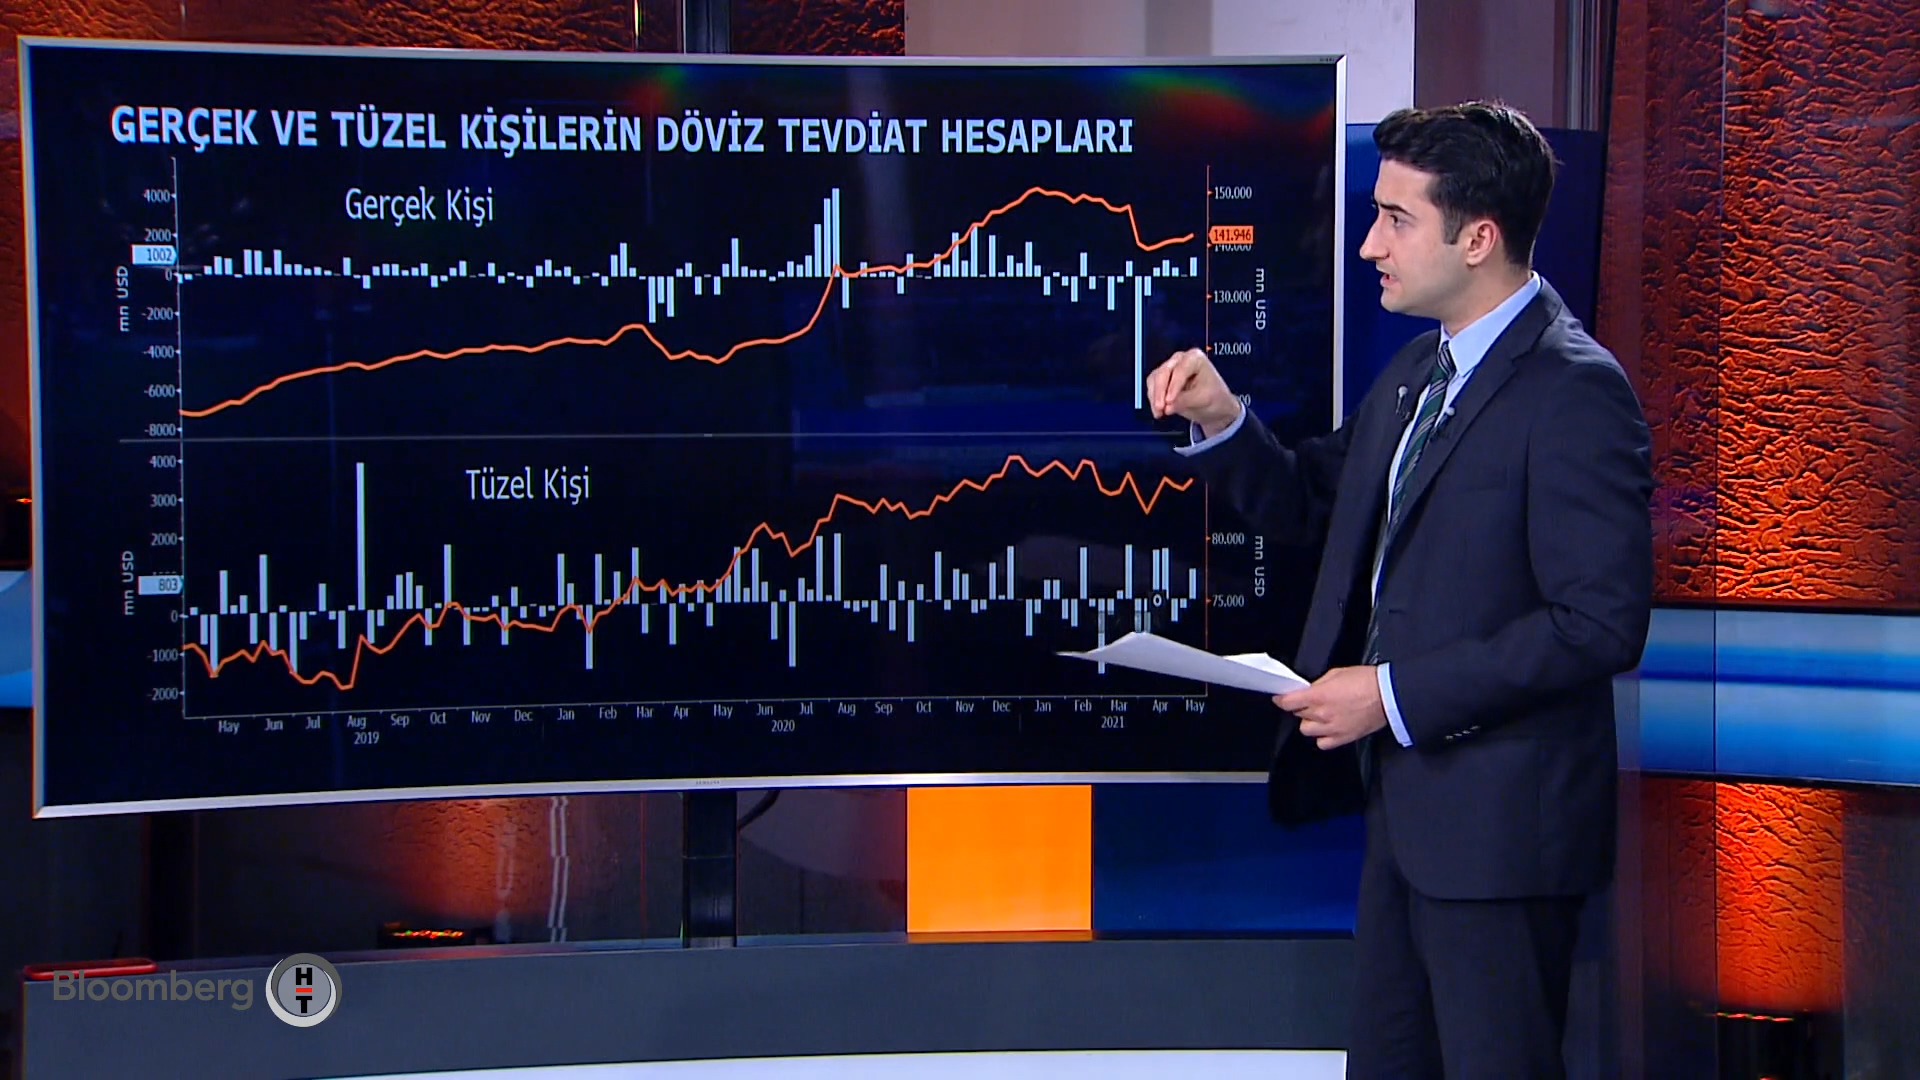 GERÇEK VE TÜZEL KİŞİLERİN DÖVİZ TEVDİAT HESAPLARI
Gerçek Kişi
4000
2000
1002
0
-2000
-4000
-6000
-8000
mn USD
150.000
141.946
140.000
130.000
120.000
mn USD
Tüzel Kişi
4000
3000
2000
803
0
-1000
-2000
mn USD
80.000
75.000
mn USD
May Jun Jul Aug Sep Oct Nov Dec Jan Feb Mar Apr May Jun Jul Aug Sep Oct Nov Dec Jan Feb Mar Apr May
2019 2020 2021
Bloomberg HT